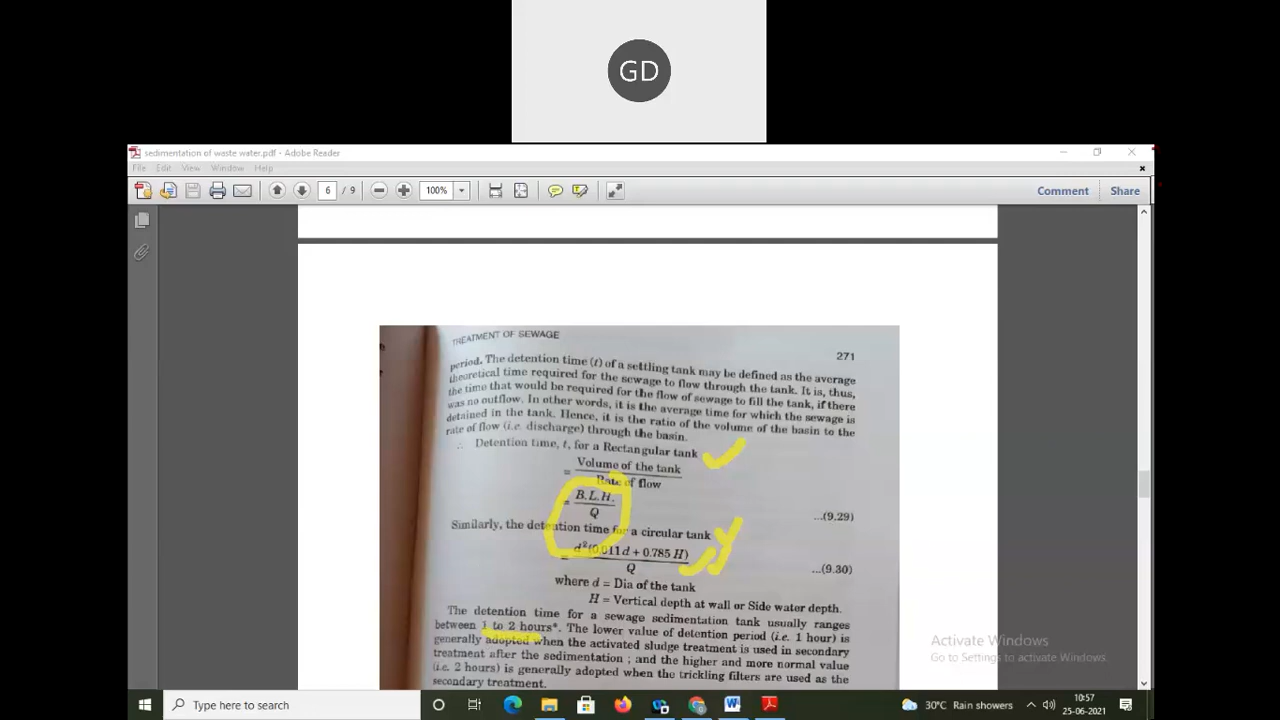 GD
sedimentation of waste water.pdf - Adobe Reader
File Edit View Window Help
6 / 9 100% Comment Share
TREATMENT OF SEWAGE 271
period. The detention time (t) of a settling tank may be defined as the average
theoretical time required for the sewage to flow through the tank. It is, thus,
the time that would be required for the flow of sewage to fill the tank, if there
was no outflow. In other words, it is the average time for which the sewage is
detained in the tank. Hence, it is the ratio of the volume of the basin to the
rate of flow (i.e. discharge) through the basin.
∴ Detention time, t, for a Rectangular tank
= Volume of the tank
Rate of flow
= B.L.H.
Q ...(9.29)
Similarly, the detention time for a circular tank
= d²(0.011d + 0.785 H)
Q ...(9.30)
where d = Dia of the tank
H = Vertical depth at wall or Side water depth.
The detention time for a sewage sedimentation tank usually ranges
between 1 to 2 hours*. The lower value of detention period (i.e. 1 hour) is
generally adopted when the activated sludge treatment is used in secondary
treatment after the sedimentation ; and the higher and more normal value
(i.e. 2 hours) is generally adopted when the trickling filters are used as the
secondary treatment.
Activate Windows
Go to Settings to activate Windows.
Type here to search 30°C Rain showers 10:57
25-06-2021